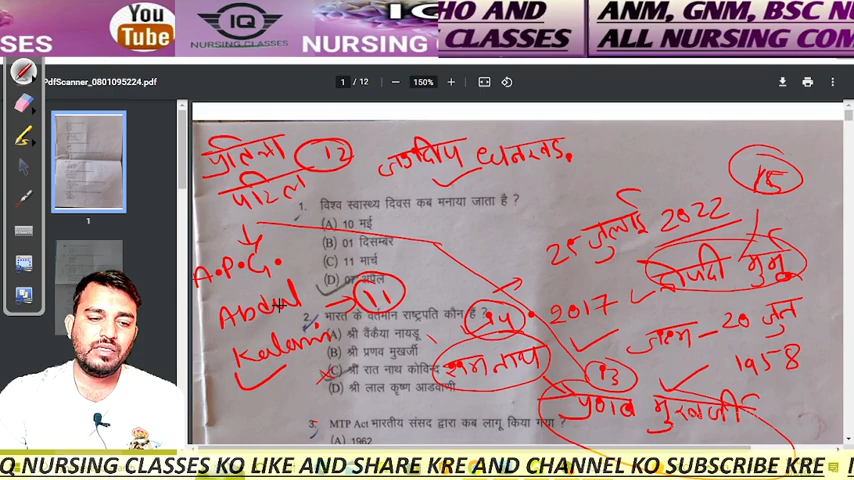 You
Tube
IQ
NURSING CLASSES
NURSING
HO AND
CLASSES
ANM, GNM, BSC NU
ALL NURSING COM
SES
PdfScanner_0801095224.pdf
1 / 12
150%
1
प्रतिभा
पाटिल
12
जगदीप धनखड़.
15
1. विश्व स्वास्थ्य दिवस कब मनाया जाता है ?
(A) 10 मई
(B) 01 दिसम्बर
(C) 11 मार्च
(D) 07 अप्रैल
25 जुलाई 2022
द्रोपदी मुर्मू
A.P.G.
Abdul
Kalam
11
2. भारत के वर्तमान राष्ट्रपति कौन है ?
(A) श्री वैंकैया नायडू
(B) श्री प्रणव मुखर्जी
(C) श्री रात नाथ कोविन्द
(D) श्री लाल कृष्ण आडवाणी
14
2017
रामनाथ
जन्म - 20 जुन
1958
13
प्रणब मुखर्जी
3. MTP Act भारतीय संसद द्वारा कब लागू किया गया ?
(A) 1962
Q NURSING CLASSES KO LIKE AND SHARE KRE AND CHANNEL KO SUBSCRIBE KRE